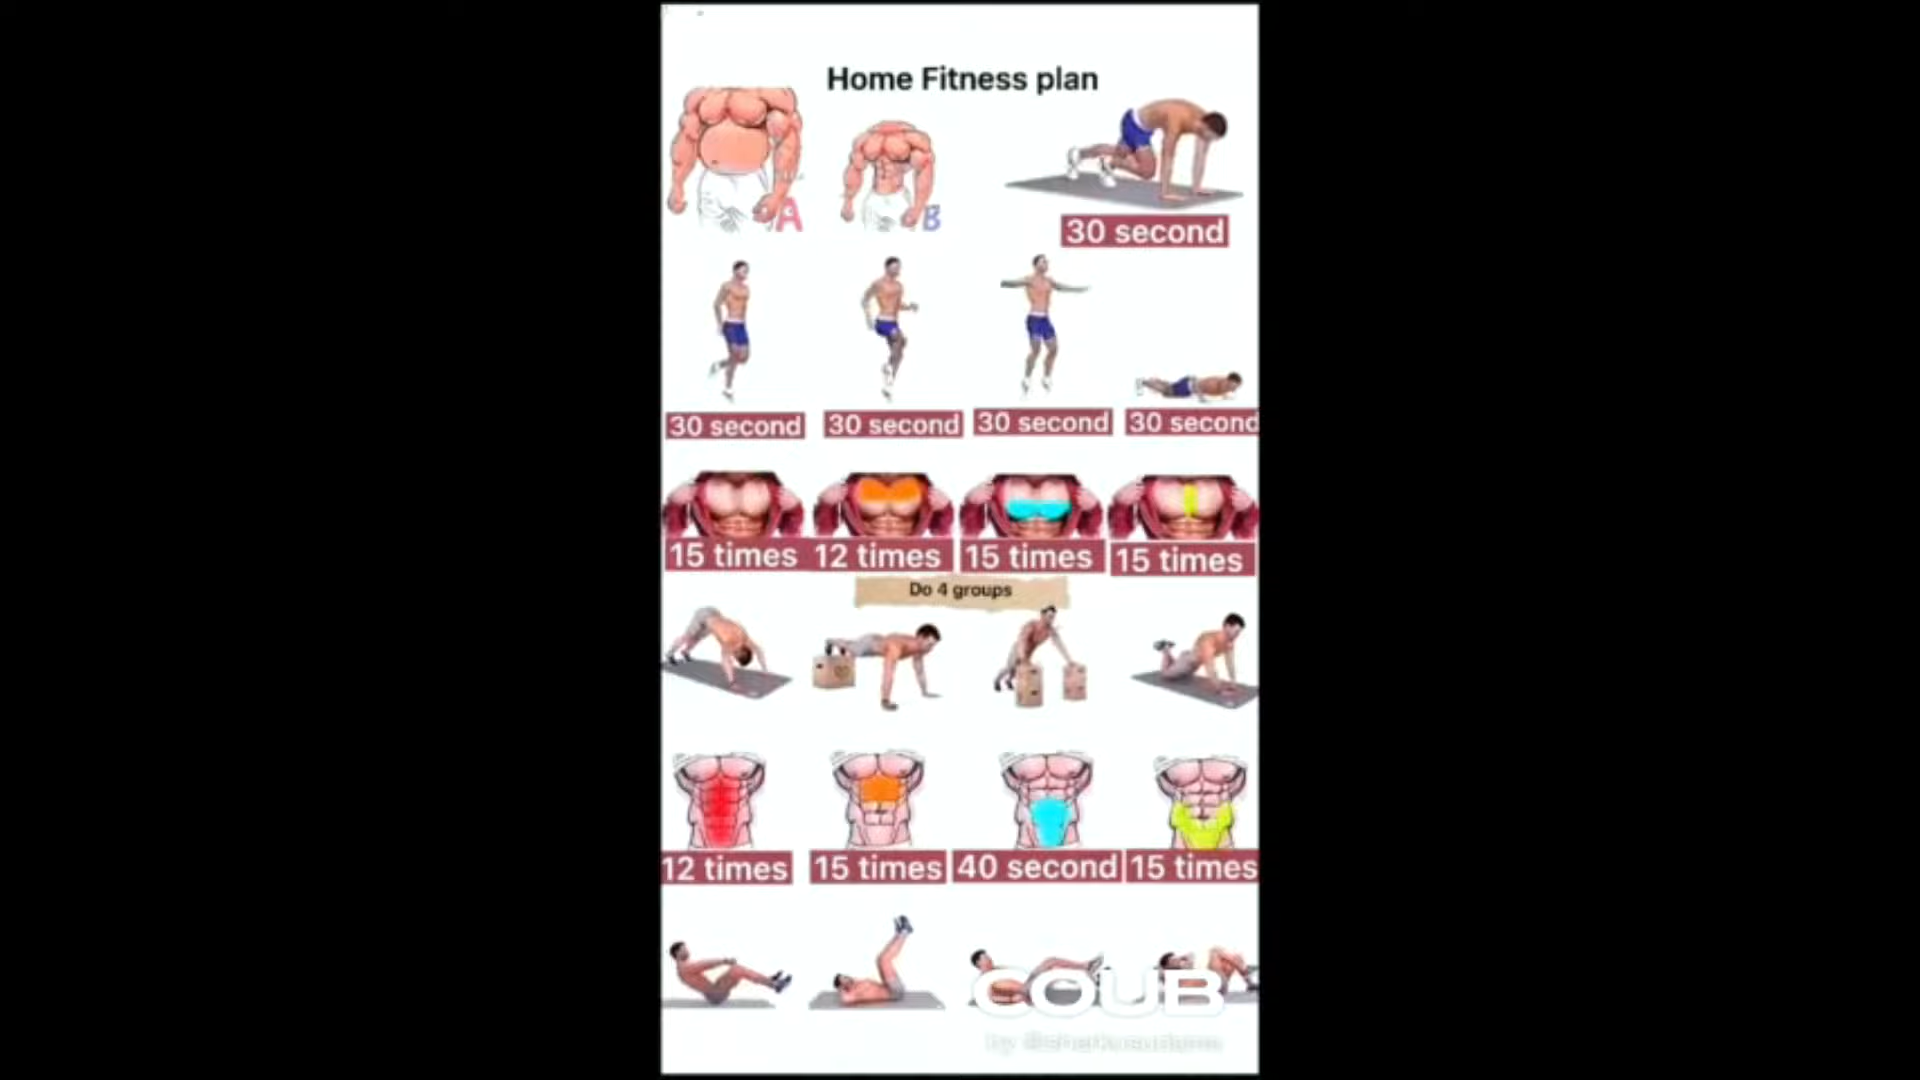 Home Fitness plan
A
B
30 second
30 second
30 second
30 second
30 second
15 times
12 times
15 times
15 times
Do 4 groups
12 times
15 times
40 second
15 times
COUB
by